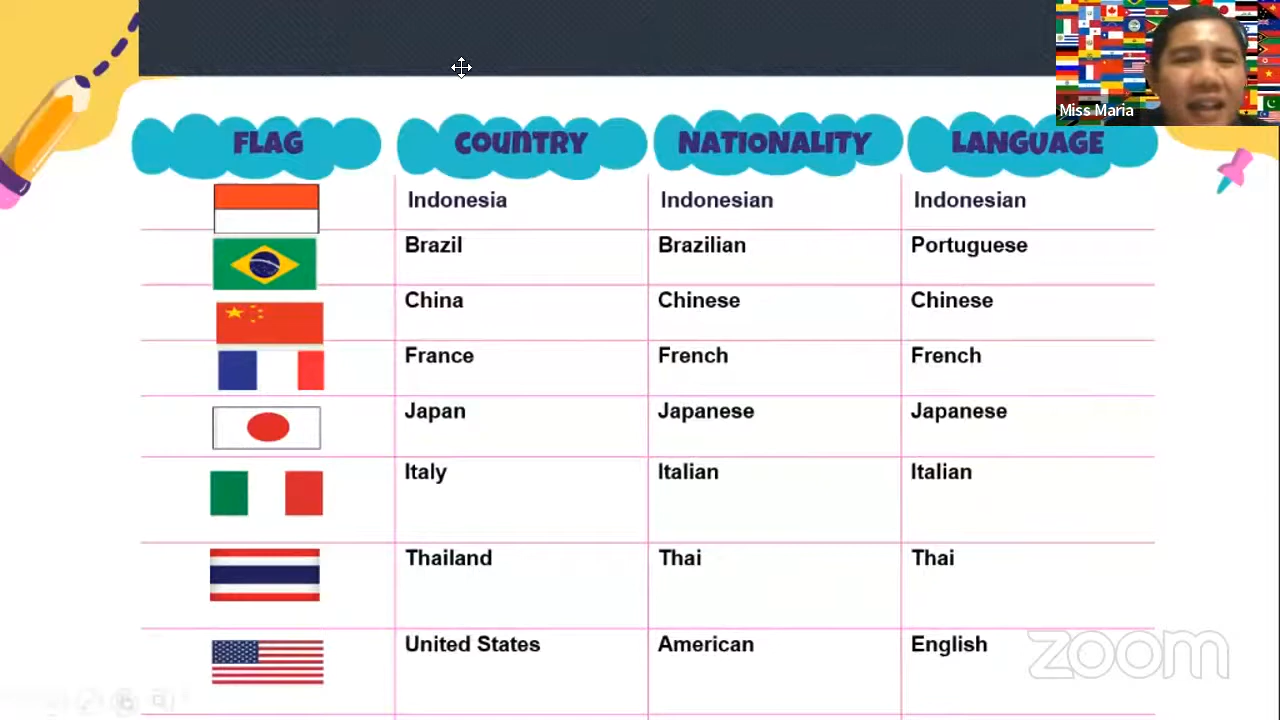 Miss Maria
FLAG COUNTRY NATIONALITY LANGUAGE
Indonesia Indonesian Indonesian
Brazil Brazilian Portuguese
China Chinese Chinese
France French French
Japan Japanese Japanese
Italy Italian Italian
Thailand Thai Thai
United States American English
zoom